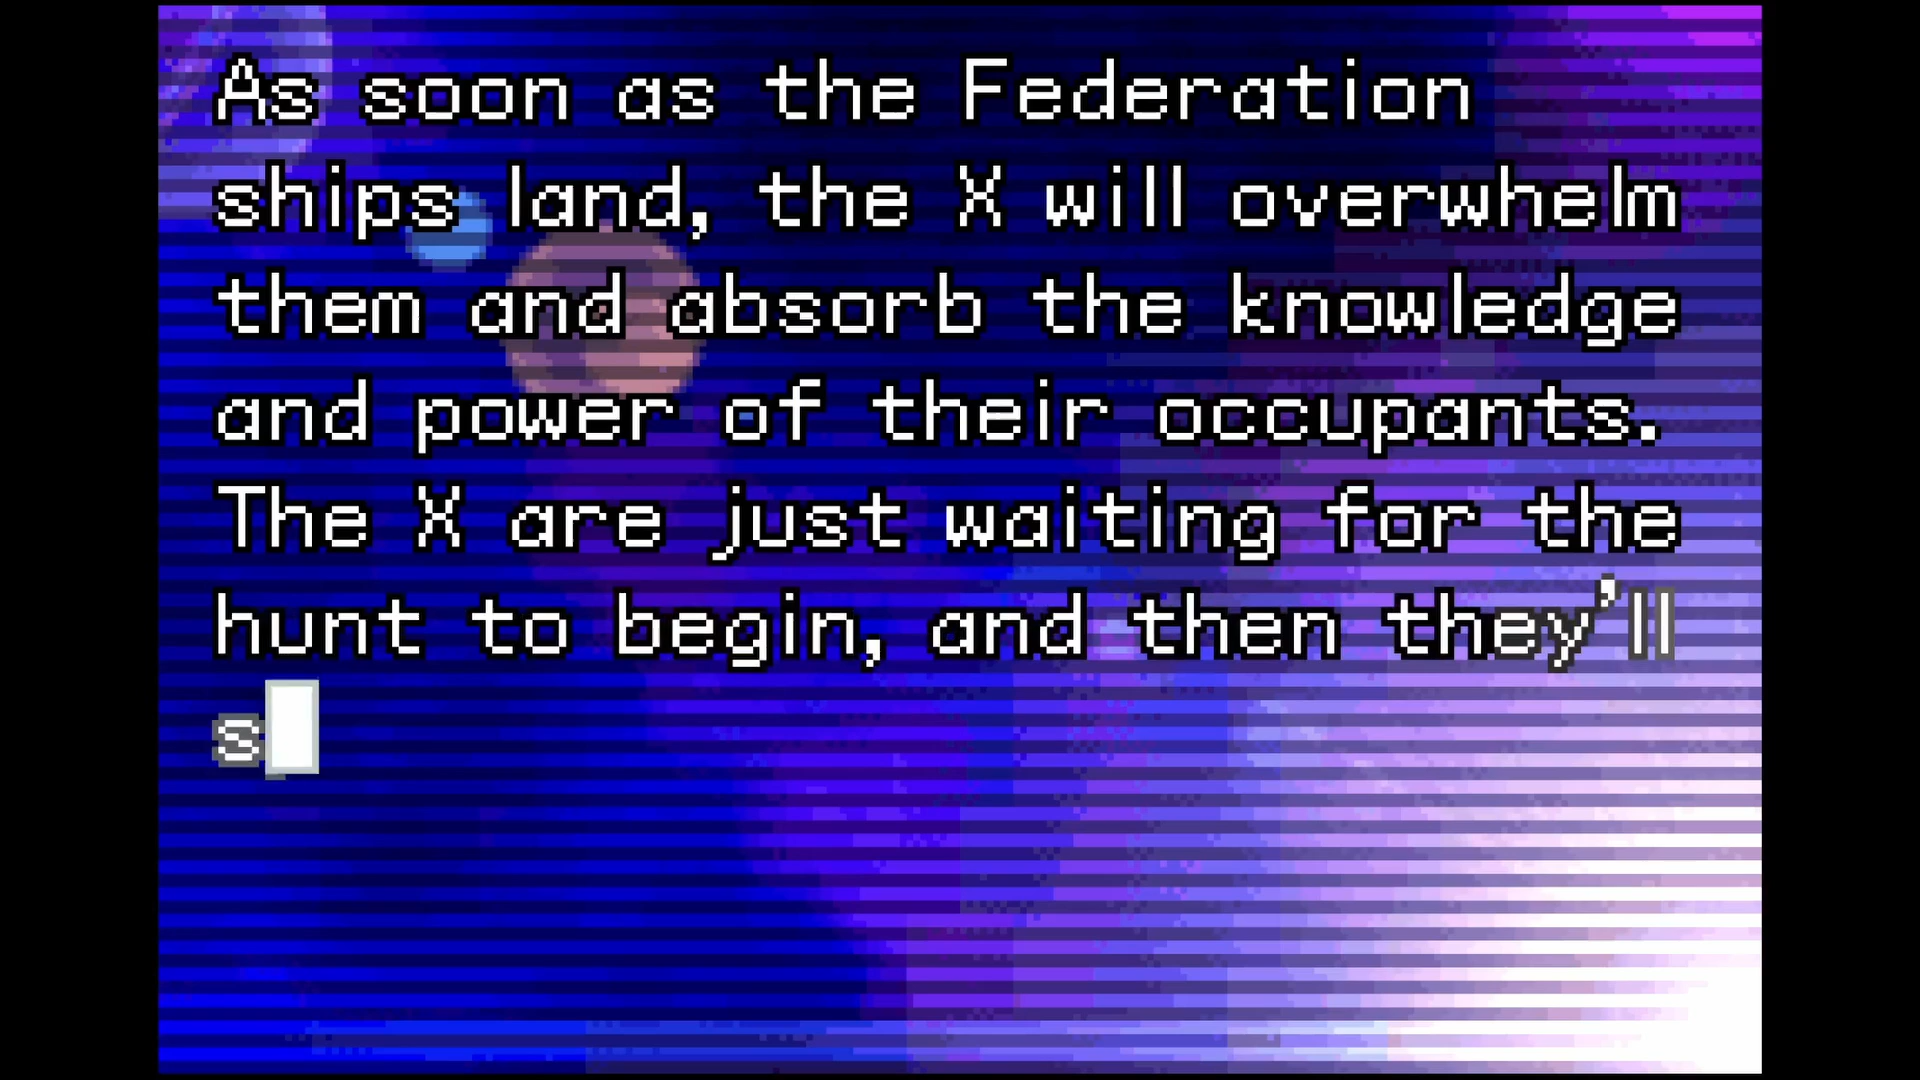 As soon as the Federation
ships land, the X will overwhelm
them and absorb the knowledge
and power of their occupants.
The X are just waiting for the
hunt to begin, and then they'll
s